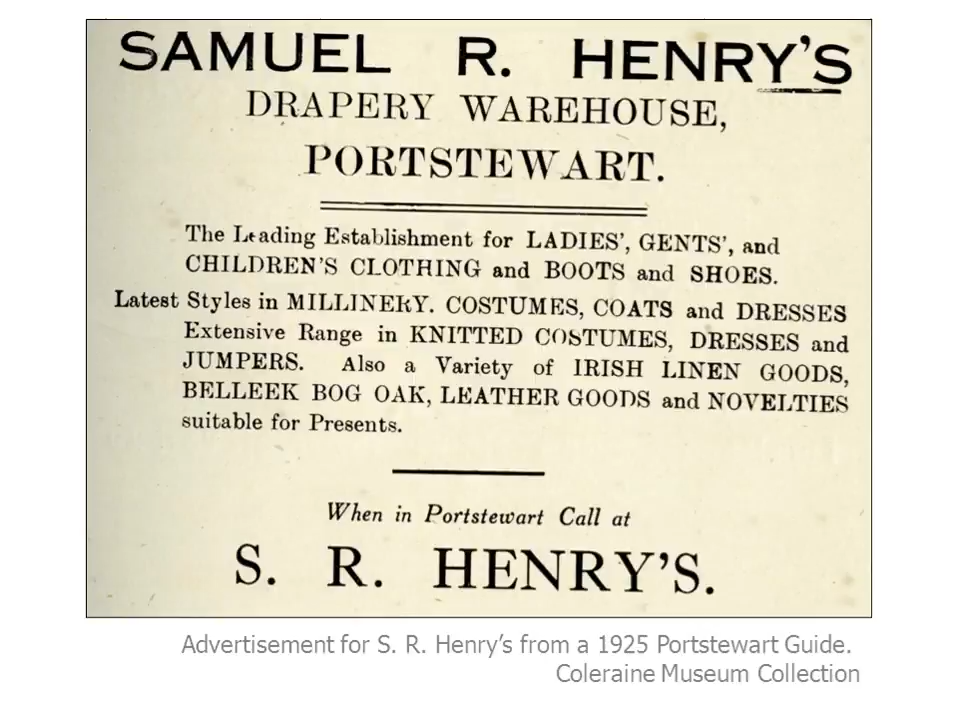 SAMUEL R. HENRY'S
DRAPERY WAREHOUSE,
PORTSTEWART.
The Leading Establishment for LADIES', GENTS', and
CHILDREN'S CLOTHING and BOOTS and SHOES.
Latest Styles in MILLINERY. COSTUMES, COATS and DRESSES
Extensive Range in KNITTED COSTUMES, DRESSES and
JUMPERS. Also a Variety of IRISH LINEN GOODS,
BELLEEK BOG OAK, LEATHER GOODS and NOVELTIES
suitable for Presents.
When in Portstewart Call at
S. R. HENRY'S.
Advertisement for S. R. Henry's from a 1925 Portstewart Guide.
Coleraine Museum Collection